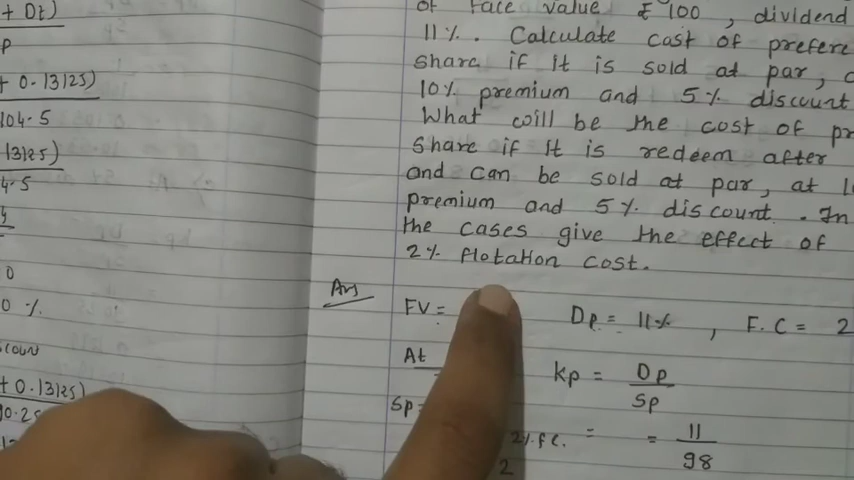 + Dt)
P
+ 0.13125)
104.5
13125)
4.5
0
0 %
+ 0.13125)
90.25
of Face value ₹ 100, dividend
11%. Calculate cost of prefere
share if it is sold at par,
10% premium and 5% discount
What will be the cost of pr
share if it is redeem after
and can be sold at par, at 1
premium and 5% discount. In
the cases give the effect of
2% flotation cost.
Ans
FV = Dp = 11%, F.C = 2
At
kp = Dp
Sp
Sp =
2% f.c. = = 11
98
2